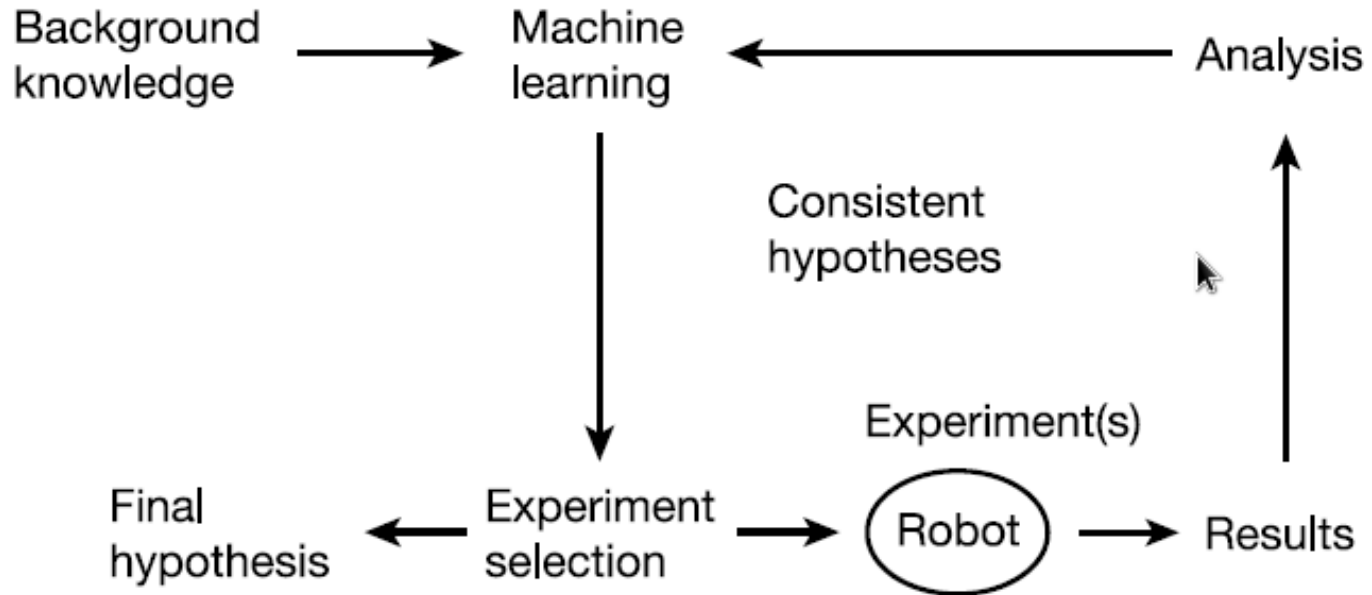 Background
knowledge
Machine
learning
Analysis
Consistent
hypotheses
Experiment(s)
Final
hypothesis
Experiment
selection
Robot
Results